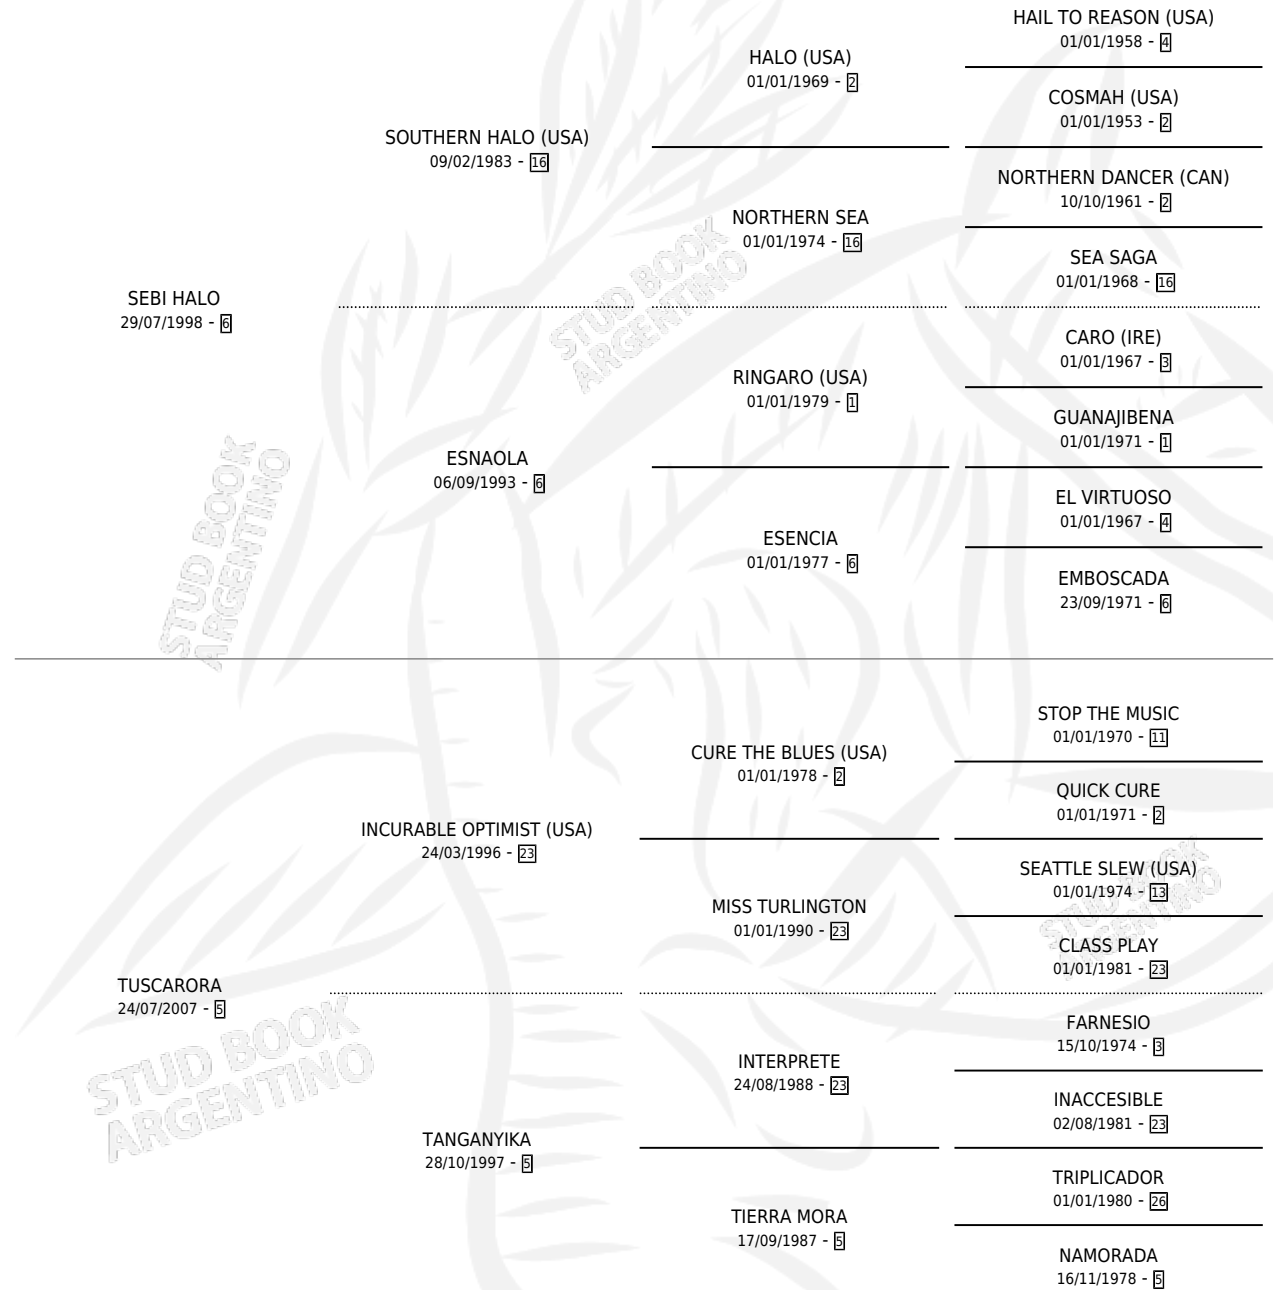 HAIL TO REASON (USA)
01/01/1958 - 4
HALO (USA)
01/01/1969 - 2
COSMAH (USA)
01/01/1953 - 2
SOUTHERN HALO (USA)
09/02/1983 - 16
NORTHERN DANCER (CAN)
10/10/1961 - 2
NORTHERN SEA
01/01/1974 - 16
SEA SAGA
01/01/1968 - 16
SEBI HALO
29/07/1998 - 6
STUD BOOK
ARGENTINO
CARO (IRE)
01/01/1967 - 3
RINGARO (USA)
01/01/1979 - 1
GUANAJIBENA
01/01/1971 - 1
ESNAOLA
06/09/1993 - 6
EL VIRTUOSO
01/01/1967 - 4
ESENCIA
01/01/1977 - 6
EMBOSCADA
23/09/1971 - 6
STUD BOOK
ARGENTINO
STOP THE MUSIC
01/01/1970 - 11
CURE THE BLUES (USA)
01/01/1978 - 2
QUICK CURE
01/01/1971 - 2
INCURABLE OPTIMIST (USA)
24/03/1996 - 23
SEATTLE SLEW (USA)
01/01/1974 - 13
MISS TURLINGTON
01/01/1990 - 23
STUD BOOK
ARGENTINO
CLASS PLAY
01/01/1981 - 23
TUSCARORA
24/07/2007 - 5
STUD BOOK
ARGENTINO
FARNESIO
15/10/1974 - 3
INTERPRETE
24/08/1988 - 23
INACCESIBLE
02/08/1981 - 23
TANGANYIKA
28/10/1997 - 5
TRIPLICADOR
01/01/1980 - 26
TIERRA MORA
17/09/1987 - 5
NAMORADA
16/11/1978 - 5